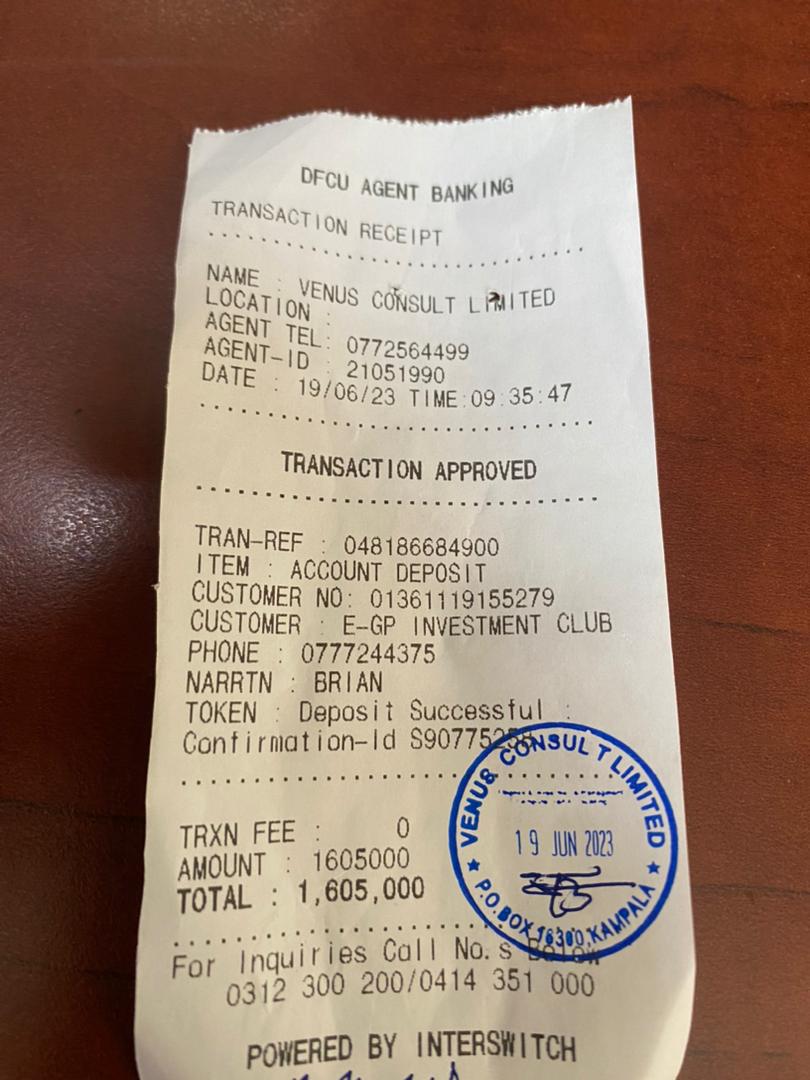 DFCU AGENT BANKING
TRANSACTION RECEIPT
NAME : VENUS CONSULT LIMITED
LOCATION :
AGENT TEL: 0772564499
AGENT-ID : 21051990
DATE : 19/06/23 TIME:09:35:47
TRANSACTION APPROVED
TRAN-REF : 048186684900
ITEM : ACCOUNT DEPOSIT
CUSTOMER NO: 01361119155279
CUSTOMER : E-GP INVESTMENT CLUB
PHONE : 0777244375
NARRTN : BRIAN
TOKEN : Deposit Successful :
Confirmation-Id
TRXN FEE : 0
AMOUNT : 1605000
TOTAL : 1,605,000
For Inquiries Call No.s Below
0312 300 200/0414 351 000
POWERED BY INTERSWITCH
VENUS CONSULT LIMITED
19 JUN 2023
P.O.BOX 16300, KAMPALA